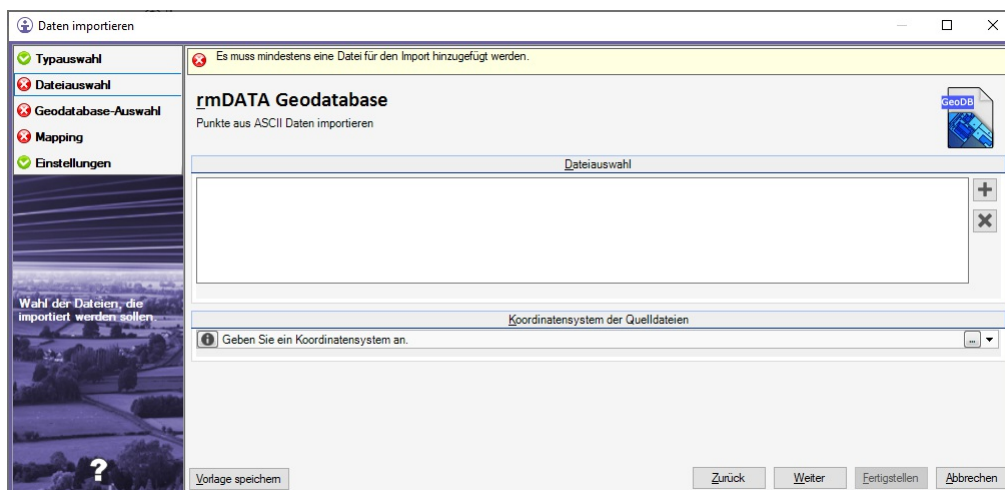 Daten importieren
Typauswahl
Dateiauswahl
Geodatabase-Auswahl
Mapping
Einstellungen
Wahl der Dateien, die
importiert werden sollen.
?
Es muss mindestens eine Datei für den Import hinzugefügt werden.
rmDATA Geodatabase
Punkte aus ASCII Daten importieren
GeoDB
Dateiauswahl
Koordinatensystem der Quelldateien
Geben Sie ein Koordinatensystem an.
...
Vorlage speichern
Zurück
Weiter
Fertigstellen
Abbrechen